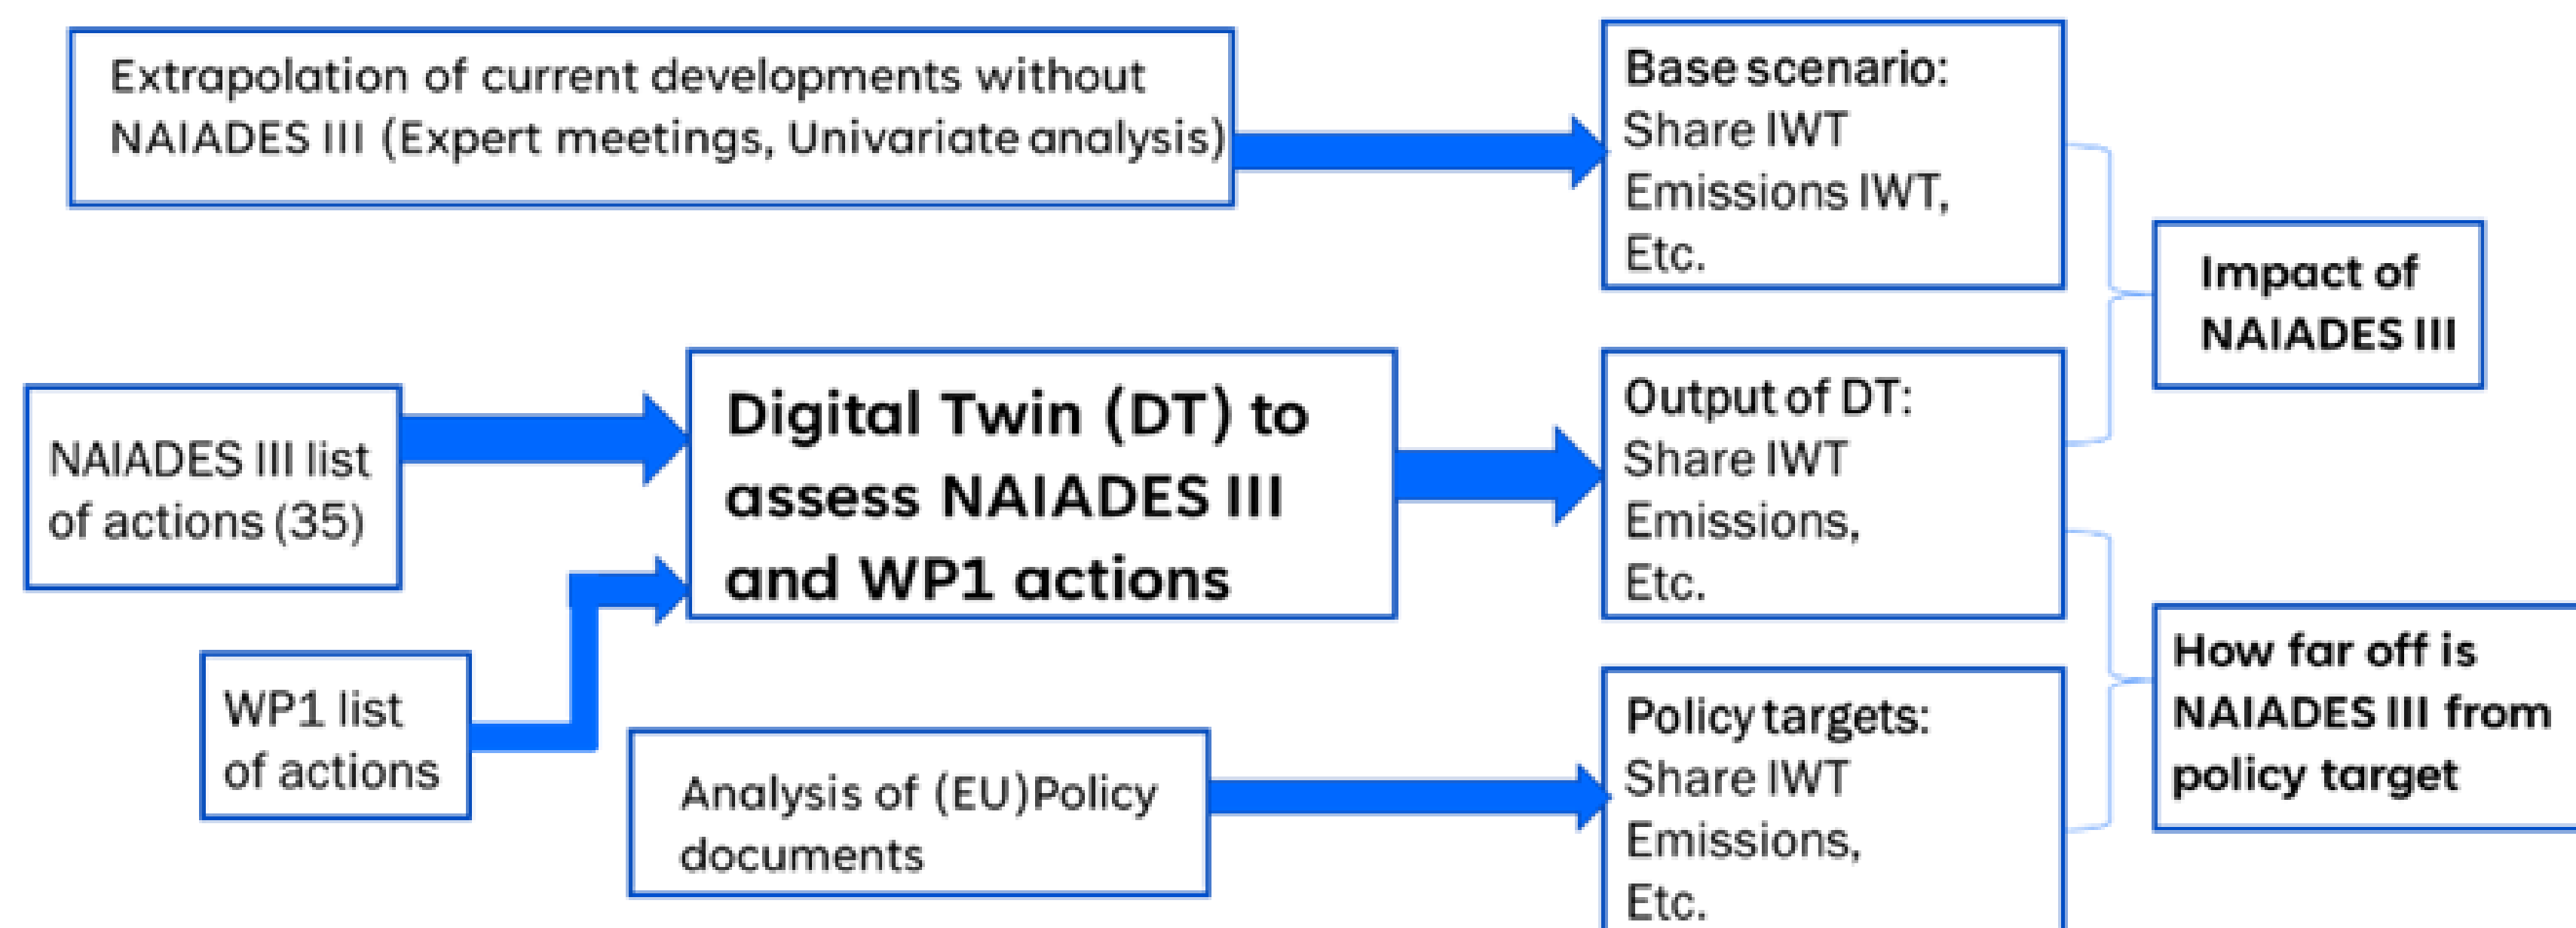 Extrapolation of current developments without
NAIADES III (Expert meetings, Univariate analysis)
Base scenario:
Share IWT
Emissions IWT,
Etc.
Impact of
NAIADES III
NAIADES III list
of actions (35)
Digital Twin (DT) to
assess NAIADES III
and WP1 actions
Output of DT:
Share IWT
Emissions,
Etc.
WP1 list
of actions
Analysis of (EU)Policy
documents
Policy targets:
Share IWT
Emissions,
Etc.
How far off is
NAIADES III from
policy target